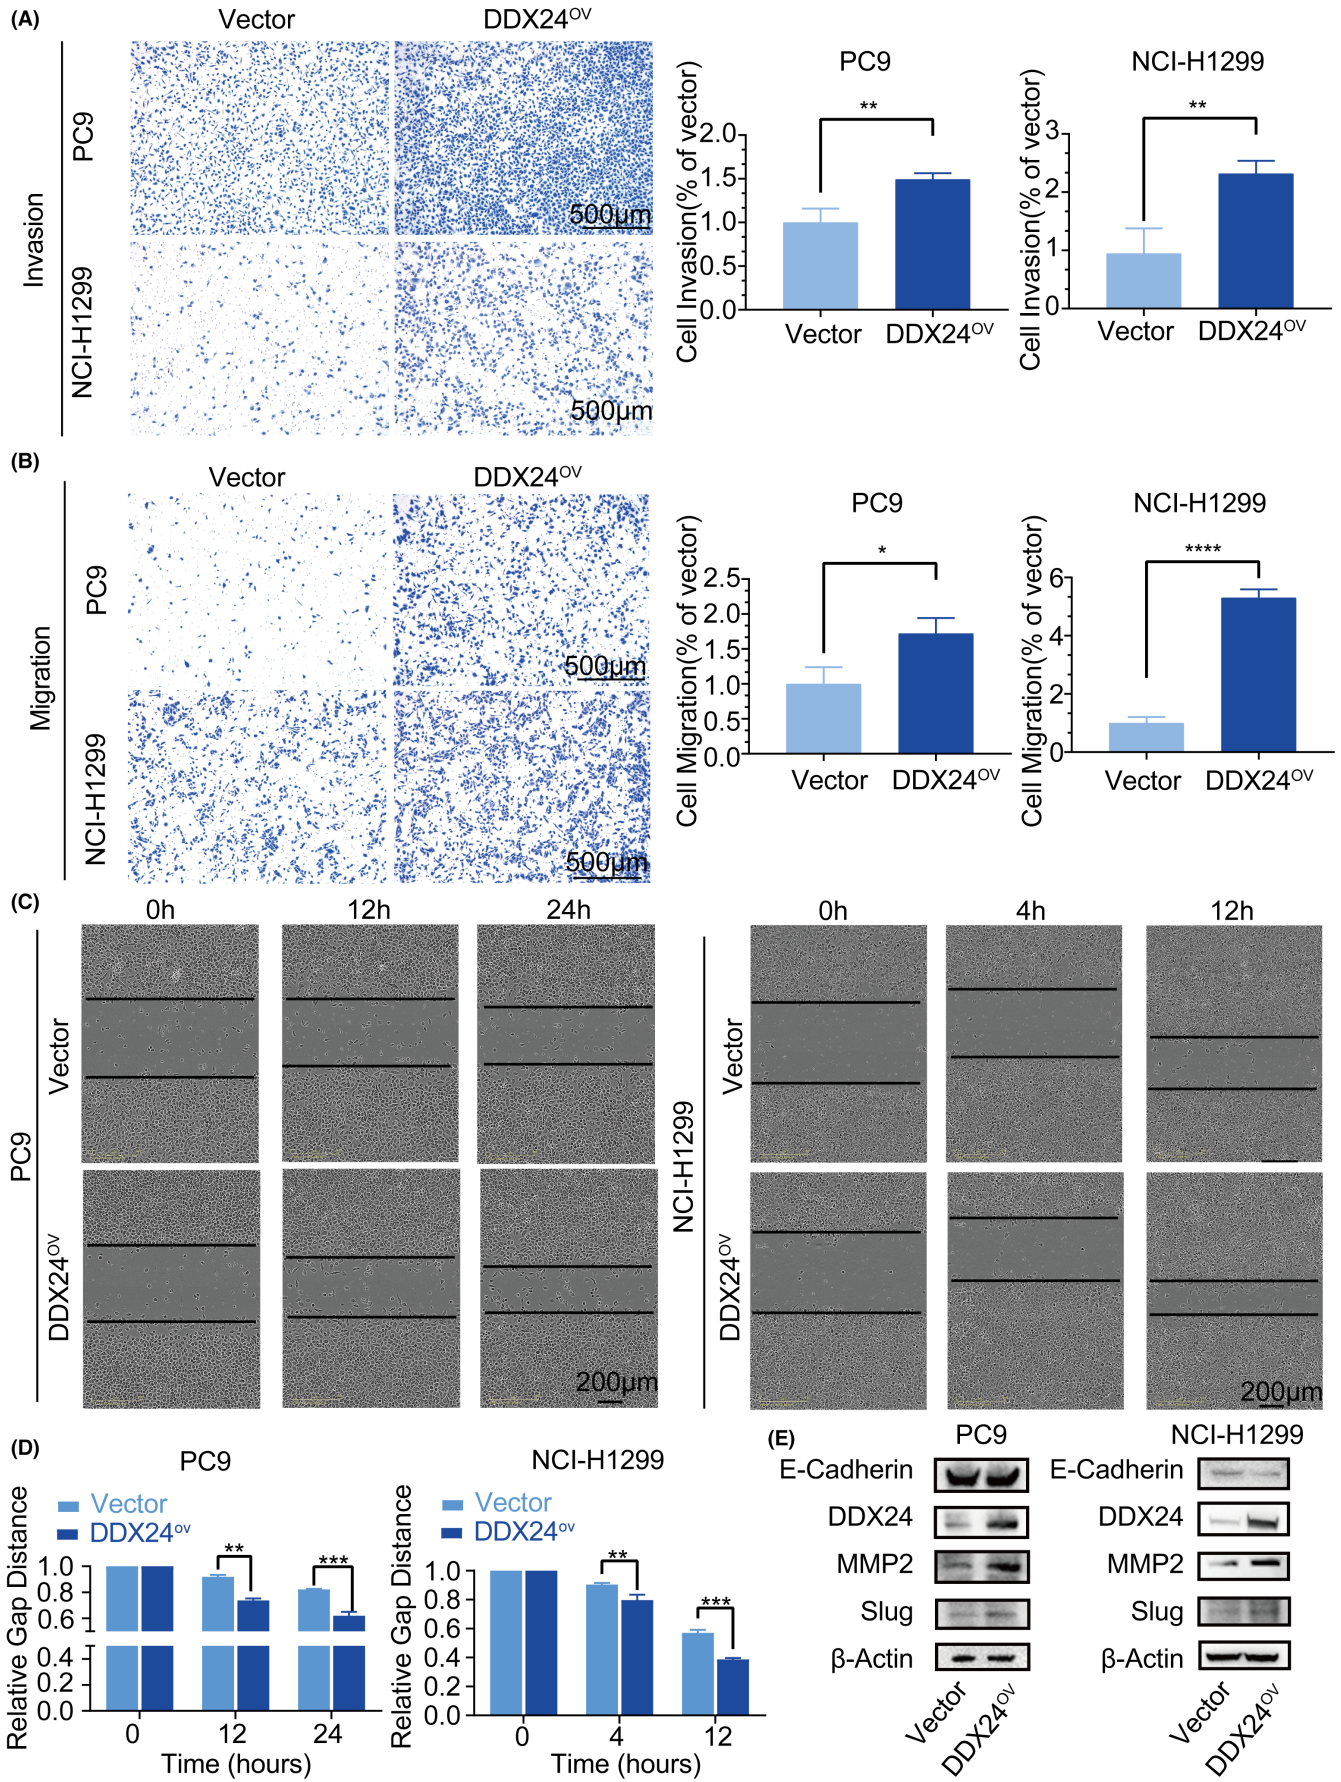 (A)
Vector DDX24OV
Invasion
PC9
500µm
NCI-H1299
500µm
PC9
**
Cell Invasion(% of vector)
2.0
1.5
1.0
0.5
0.0
Vector DDX24OV
NCI-H1299
**
Cell Invasion(% of vector)
3
2
1
0
Vector DDX24OV
(B)
Vector DDX24OV
Migration
PC9
500µm
NCI-H1299
500µm
PC9
*
Cell Migration(% of vector)
2.5
2.0
1.5
1.0
0.5
0.0
Vector DDX24OV
NCI-H1299
****
Cell Migration(% of vector)
6
4
2
0
Vector DDX24OV
(C)
0h 12h 24h
PC9
Vector
DDX24OV
200µm
0h 4h 12h
NCI-H1299
Vector
DDX24OV
200µm
(D)
PC9
Vector
DDX24ov
Relative Gap Distance
1.0
0.8
0.6
0.4
0.2
0.0
** ***
0 12 24
Time (hours)
NCI-H1299
Vector
DDX24ov
Relative Gap Distance
1.0
0.8
0.6
0.4
0.2
0.0
** ***
0 4 12
Time (hours)
(E)
PC9
E-Cadherin
DDX24
MMP2
Slug
β-Actin
Vector DDX24OV
NCI-H1299
E-Cadherin
DDX24
MMP2
Slug
β-Actin
Vector DDX24OV